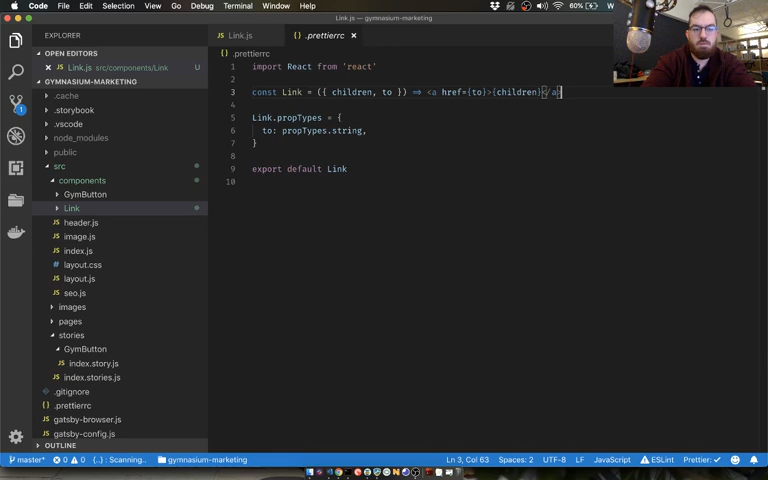 Code File Edit Selection View Go Debug Terminal Window Help 60%
Link.js — gymnasium-marketing
EXPLORER
OPEN EDITORS
Link.js src/components/Link U
GYMNASIUM-MARKETING
.cache
.storybook
.vscode
node_modules
public
src
components
GymButton
Link
header.js
image.js
index.js
layout.css
layout.js
seo.js
images
pages
stories
GymButton
index.story.js
index.stories.js
.gitignore
.prettierrc
gatsby-browser.js
gatsby-config.js
OUTLINE
Link.js .prettierrc
.prettierrc
1 import React from 'react'
2
3 const Link = ({ children, to }) => <a href={to}>{children}</a>
4
5 Link.propTypes = {
6 to: propTypes.string,
7 }
8
9 export default Link
10
master* 0 0 {..} : Scanning.. gymnasium-marketing Ln 3, Col 63 Spaces: 2 UTF-8 LF JavaScript ESLint Prettier: ✓